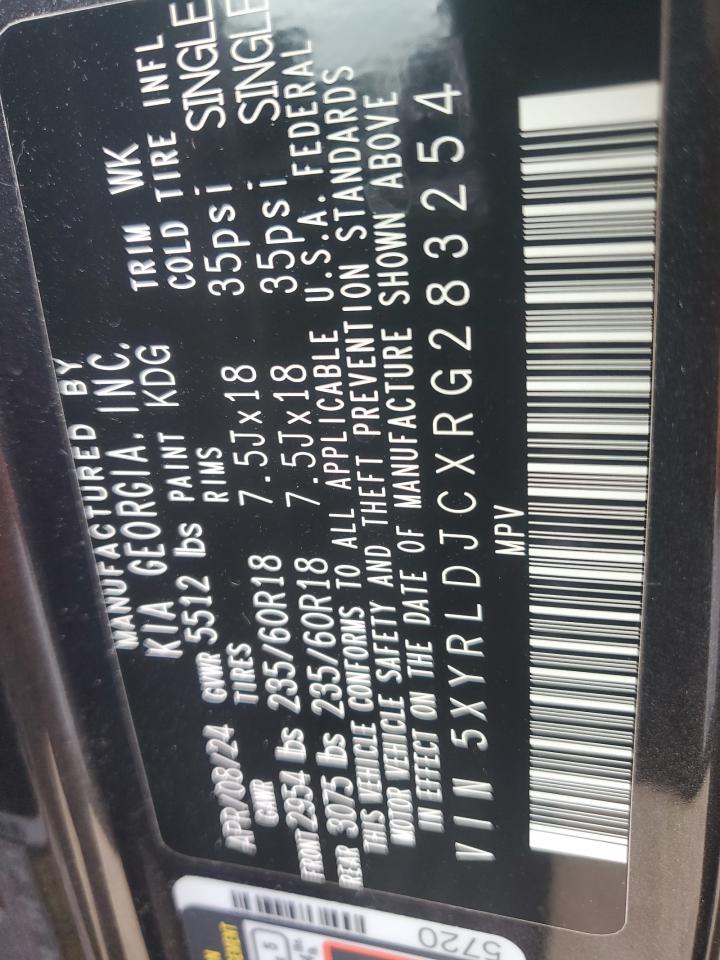 MANUFACTURED BY
KIA GEORGIA, INC. TRIM WK
APR/08/24 GVWR 5512 lbs PAINT KDG COLD TIRE INFL
GAWR TIRES RIMS
FRONT 2954 lbs 235/60R18 7.5Jx18 35psi SINGLE
REAR 3075 lbs 235/60R18 7.5Jx18 35psi SINGLE
THIS VEHICLE CONFORMS TO ALL APPLICABLE U.S.A. FEDERAL
MOTOR VEHICLE SAFETY AND THEFT PREVENTION STANDARDS
IN EFFECT ON THE DATE OF MANUFACTURE SHOWN ABOVE
VIN 5XYRLDJCXRG283254
MPV
5720